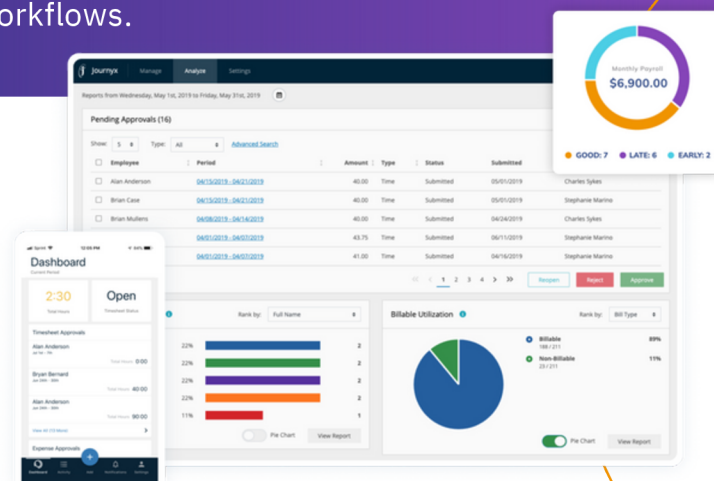 orkflows.
Journyx Manage Analyze Settings
Reports from Wednesday, May 1st, 2019 to Friday, May 31st, 2019
Pending Approvals (16)
Show: 5 Type: All Advanced Search
Employee Period Amount Type Status Submitted
Alan Anderson 04/15/2019 - 04/21/2019 40.00 Time Submitted 05/01/2019 Charles Sykes
Brian Case 04/15/2019 - 04/21/2019 40.00 Time Submitted 05/01/2019 Stephanie Marino
Brian Mullens 04/08/2019 - 04/14/2019 40.00 Time Submitted 04/24/2019 Charles Sykes
04/01/2019 - 04/07/2019 43.75 Time Submitted 06/11/2019 Stephanie Marino
04/01/2019 - 04/07/2019 41.00 Time Submitted 04/16/2019 Stephanie Marino
1 2 3 4 Reopen Reject Approve
Monthly Payroll
$6,900.00
GOOD: 7 LATE: 6 EARLY: 2
Rank by: Full Name
22% 2
22% 2
22% 2
22% 2
11% 1
Pie Chart View Report
Billable Utilization Rank by: Bill Type
Billable 89%
188 / 211
Non-Billable 11%
23 / 211
Pie Chart View Report
12:05 PM
Dashboard
Current Period
2:30 Open
Total Hours Timesheet Status
Timesheet Approvals
Alan Anderson
Total Hours 0:00
Bryan Bernard
Total Hours 40:00
Alan Anderson
Total Hours 90:00
Expense Approvals
Dashboard Activity Add Notifications Settings